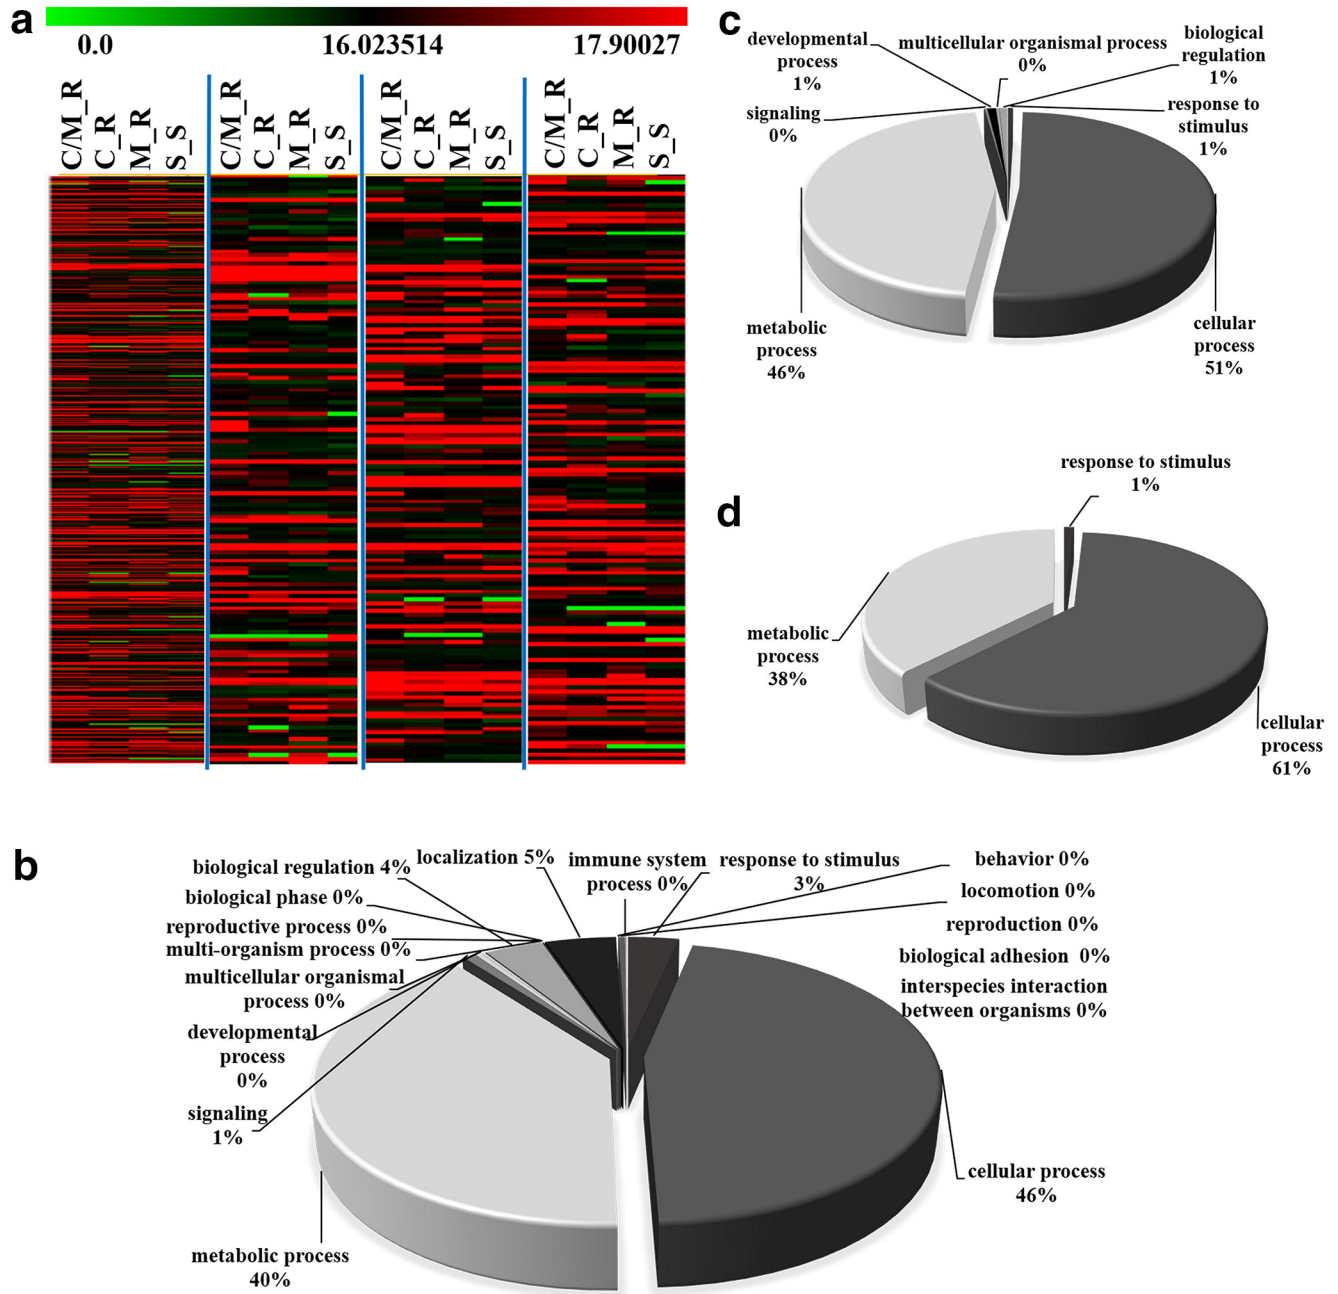 a
0.0 16.023514 17.90027
C/M_R C_R M_R S_S C/M_R C_R M_R S_S C/M_R C_R M_R S_S C/M_R C_R M_R S_S
c
developmental
process
1%
multicellular organismal process
0%
biological
regulation
1%
signaling
0%
response to
stimulus
1%
metabolic
process
46%
cellular
process
51%
d
response to stimulus
1%
metabolic
process
38%
cellular
process
61%
b
biological regulation 4%
localization 5%
immune system
process 0%
response to stimulus
3%
behavior 0%
locomotion 0%
reproduction 0%
biological adhesion 0%
interspecies interaction
between organisms 0%
biological phase 0%
reproductive process 0%
multi-organism process 0%
multicellular organismal
process 0%
developmental
process
0%
signaling
1%
metabolic process
40%
cellular process
46%